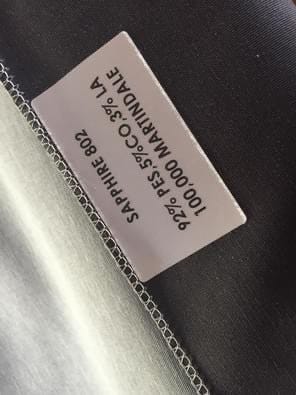 SAPPHIRE 802
92% PES,5%CO,3% LA
100,000 MARTINDALE